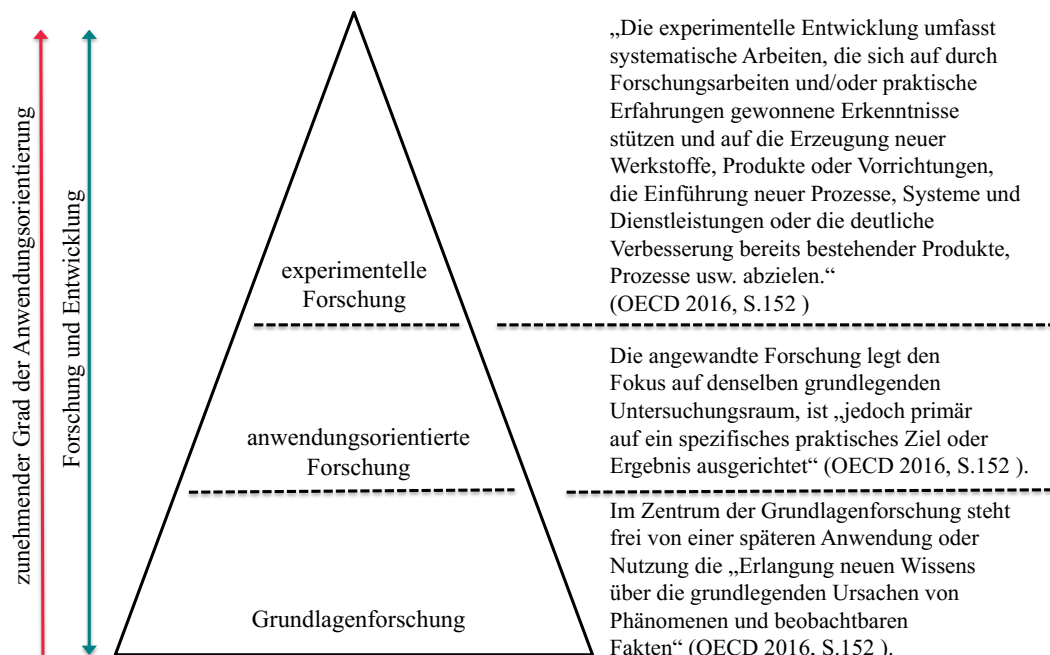 zunehmender Grad der Anwendungsorientierung
Forschung und Entwicklung
experimentelle
Forschung
anwendungsorientierte
Forschung
Grundlagenforschung
„Die experimentelle Entwicklung umfasst
systematische Arbeiten, die sich auf durch
Forschungsarbeiten und/oder praktische
Erfahrungen gewonnene Erkenntnisse
stützen und auf die Erzeugung neuer
Werkstoffe, Produkte oder Vorrichtungen,
die Einführung neuer Prozesse, Systeme und
Dienstleistungen oder die deutliche
Verbesserung bereits bestehender Produkte,
Prozesse usw. abzielen.“
(OECD 2016, S.152 )
Die angewandte Forschung legt den
Fokus auf denselben grundlegenden
Untersuchungsraum, ist „jedoch primär
auf ein spezifisches praktisches Ziel oder
Ergebnis ausgerichtet“ (OECD 2016, S.152 ).
Im Zentrum der Grundlagenforschung steht
frei von einer späteren Anwendung oder
Nutzung die „Erlangung neuen Wissens
über die grundlegenden Ursachen von
Phänomenen und beobachtbaren
Fakten“ (OECD 2016, S.152 ).